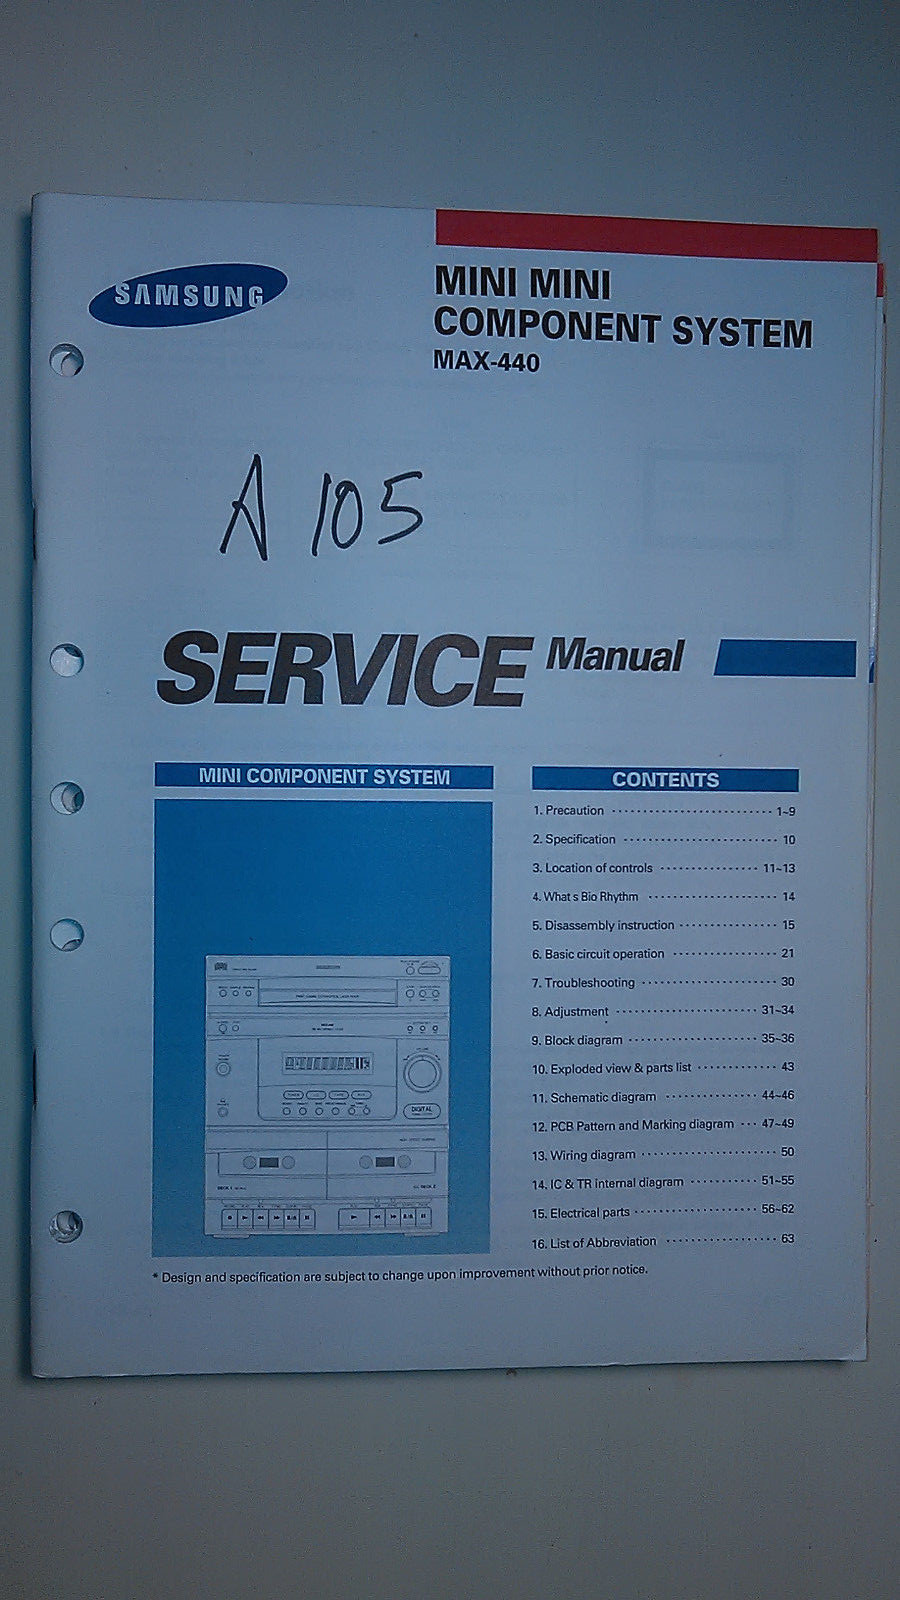 SAMSUNG
MINI MINI
COMPONENT SYSTEM
MAX-440
A 105
SERVICE Manual
MINI COMPONENT SYSTEM
DIGITAL
DECK 1
DECK 2
CONTENTS
1. Precaution ························· 1~9
2. Specification ························ 10
3. Location of controls ··············· 11~13
4. What s Bio Rhythm ···················· 14
5. Disassembly instruction ··············· 15
6. Basic circuit operation ················· 21
7. Troubleshooting ····················· 30
8. Adjustment ······················ 31~34
9. Block diagram ···················· 35~36
10. Exploded view & parts list ············ 43
11. Schematic diagram ·············· 44~46
12. PCB Pattern and Marking diagram ··· 47~49
13. Wiring diagram ····················· 50
14. IC & TR internal diagram ··········· 51~55
15. Electrical parts ··················· 56~62
16. List of Abbreviation ················· 63
* Design and specification are subject to change upon improvement without prior notice.